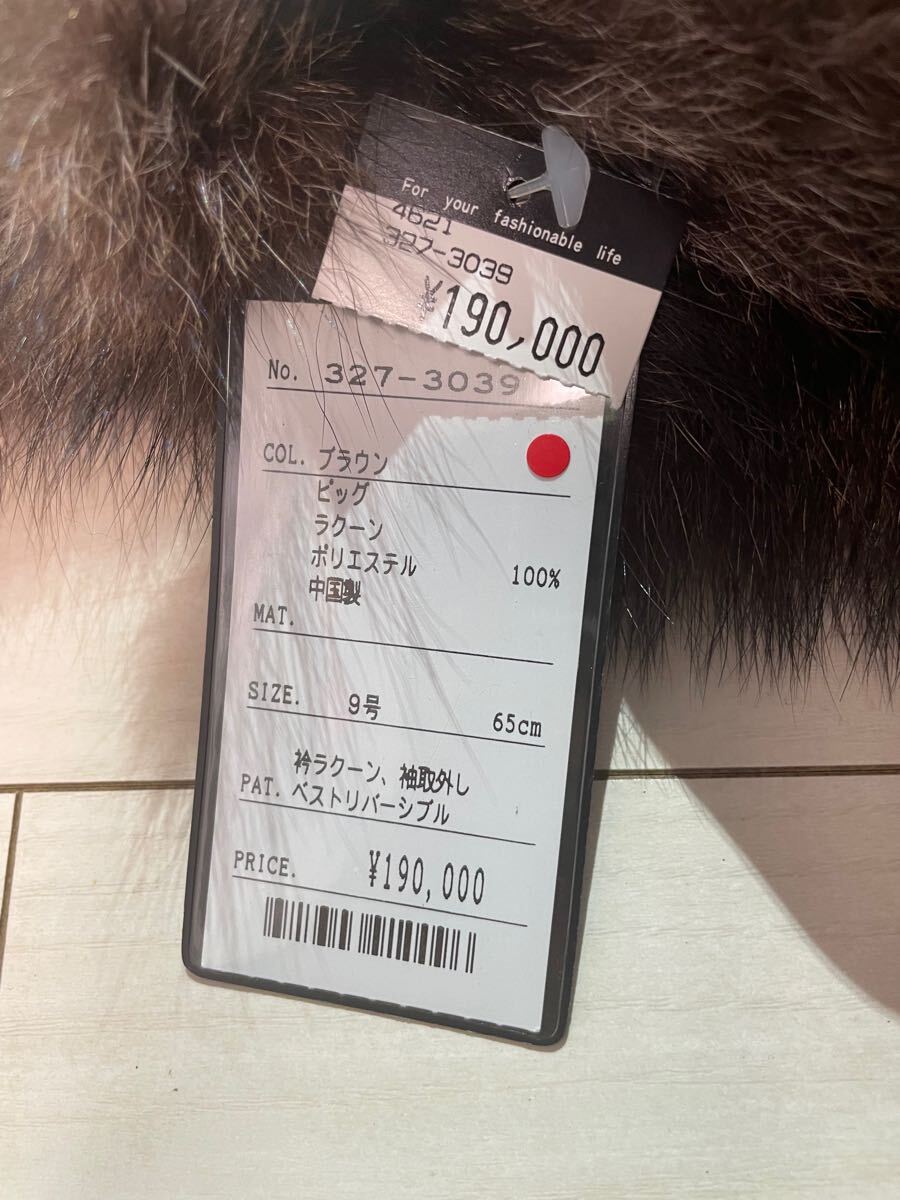 For your fashionable life
4621
327-3039
¥190,000
No. 327-3039
COL. ブラウン
ピッグ
ラクーン
ポリエステル 100%
中国製
MAT.
SIZE. 9号 65cm
衿ラクーン、袖取外し
PAT. ベストリバーシブル
PRICE. ¥190,000